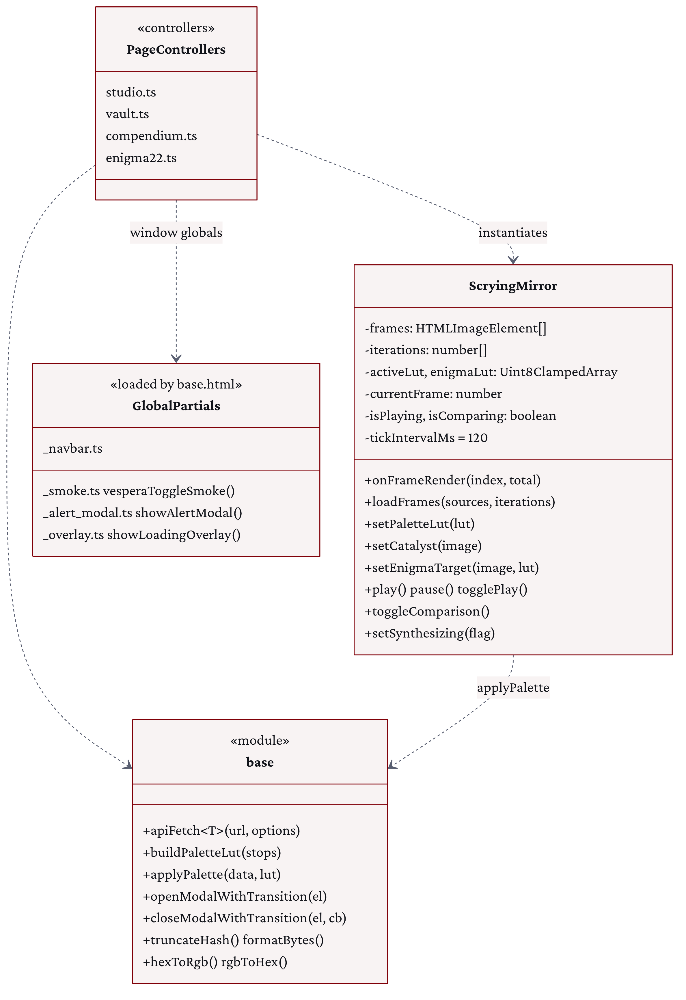 «controllers»
PageControllers
studio.ts
vault.ts
compendium.ts
enigma22.ts
window globals
instantiates
ScryingMirror
-frames: HTMLImageElement[]
-iterations: number[]
-activeLut, enigmaLut: Uint8ClampedArray
-currentFrame: number
-isPlaying, isComparing: boolean
-tickIntervalMs = 120
+onFrameRender(index, total)
+loadFrames(sources, iterations)
+setPaletteLut(lut)
+setCatalyst(image)
+setEnigmaTarget(image, lut)
+play() pause() togglePlay()
+toggleComparison()
+setSynthesizing(flag)
«loaded by base.html»
GlobalPartials
_navbar.ts
_smoke.ts vesperaToggleSmoke()
_alert_modal.ts showAlertModal()
_overlay.ts showLoadingOverlay()
applyPalette
«module»
base
+apiFetch<T>(url, options)
+buildPaletteLut(stops)
+applyPalette(data, lut)
+openModalWithTransition(el)
+closeModalWithTransition(el, cb)
+truncateHash() formatBytes()
+hexToRgb() rgbToHex()